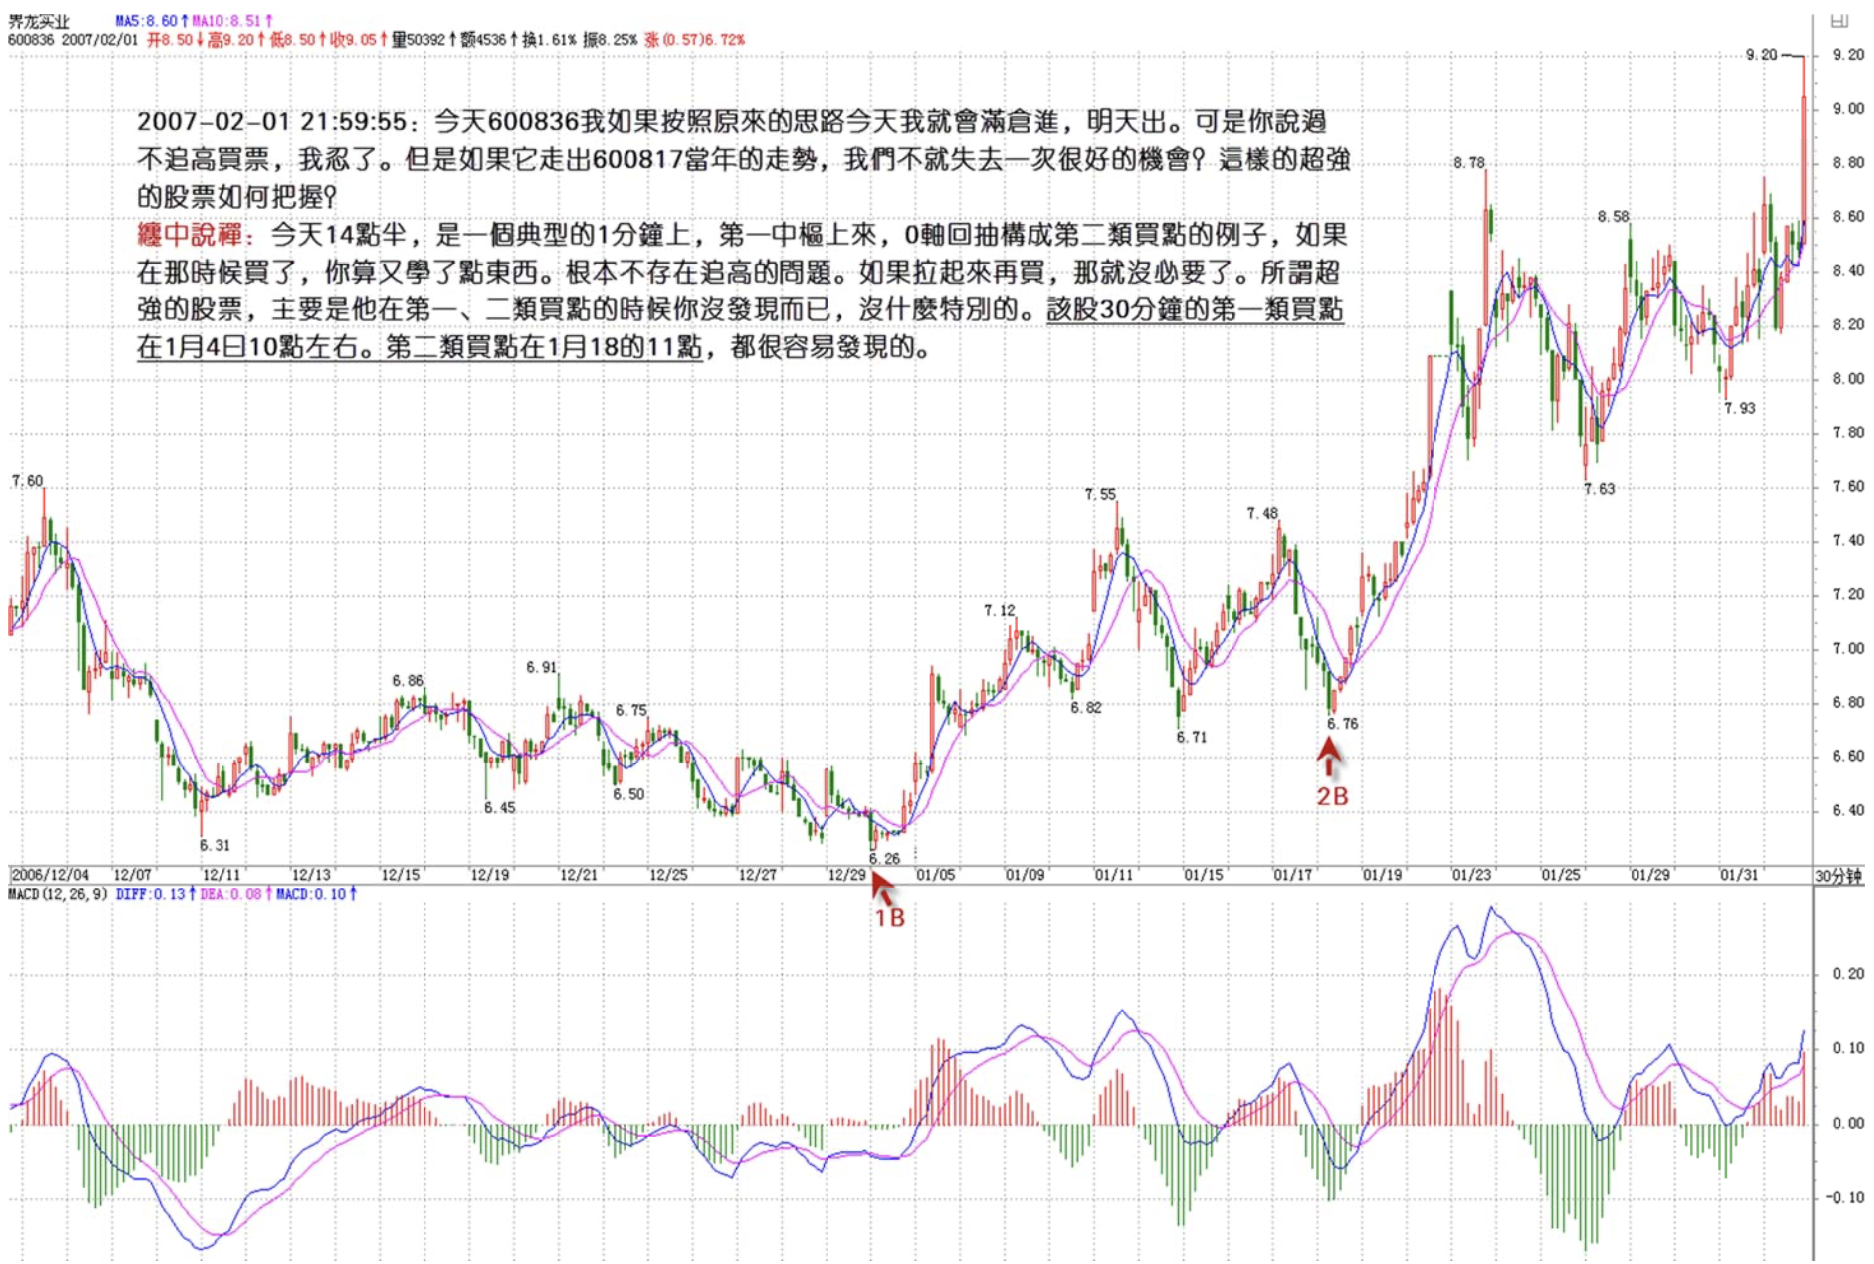 界龙实业 MA5:8.60↑MA10:8.51↑
600836 2007/02/01 开8.50↓高9.20↑低8.50↑收9.05↑量50392↑额4536↑换1.61% 振8.25% 涨(0.57)6.72%
2007-02-01 21:59:55：今天600836我如果按照原來的思路今天我就會滿倉進，明天出。可是你說過
不追高買票，我忍了。但是如果它走出600817當年的走勢，我們不就失去一次很好的機會？這樣的超強
的股票如何把握？
纏中說禪：今天14點半，是一個典型的1分鐘上，第一中樞上來，0軸回抽構成第二類買點的例子，如果
在那時候買了，你算又學了點東西。根本不存在追高的問題。如果拉起來再買，那就沒必要了。所謂超
強的股票，主要是他在第一、二類買點的時候你沒發現而已，沒什麼特別的。該股30分鐘的第一類買點
在1月4日10點左右。第二類買點在1月18的11點，都很容易發現的。
9.20
9.20
9.00
8.80
8.60
8.40
8.20
8.00
7.80
7.60
7.40
7.20
7.00
6.80
6.60
6.40
8.78
8.58
7.93
7.63
7.60
7.55
7.48
7.12
6.91
6.86
6.75
6.82
6.71
6.76
6.50
6.45
6.31
6.26
2B
2006/12/04 12/07 12/11 12/13 12/15 12/19 12/21 12/25 12/27 12/29 01/05 01/09 01/11 01/15 01/17 01/19 01/23 01/25 01/29 01/31 30分钟
MACD(12,26,9) DIFF:0.13↑DEA:0.08↑MACD:0.10↑
1B
0.20
0.10
0.00
-0.10